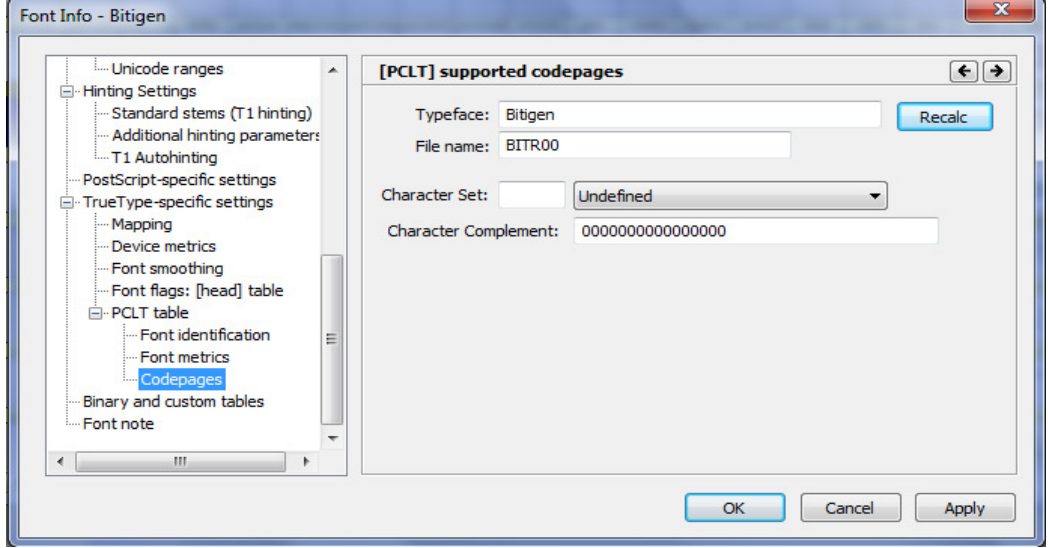 Font Info - Bitigen
Unicode ranges
Hinting Settings
Standard stems (T1 hinting)
Additional hinting parameters
T1 Autohinting
PostScript-specific settings
TrueType-specific settings
Mapping
Device metrics
Font smoothing
Font flags: [head] table
PCLT table
Font identification
Font metrics
Codepages
Binary and custom tables
Font note
[PCLT] supported codepages
Typeface: Bitigen Recalc
File name: BITR00
Character Set: Undefined
Character Complement: 0000000000000000
OK Cancel Apply